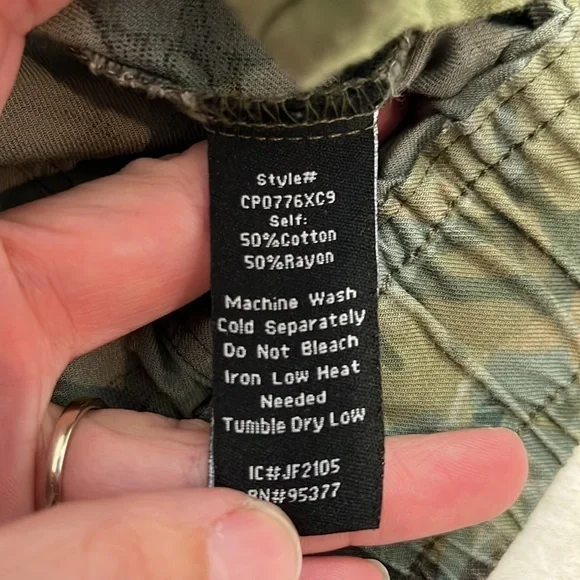 Style#
CP0776XC9
Self:
50%Cotton
50%Rayon
Machine Wash
Cold Separately
Do Not Bleach
Iron Low Heat
Needed
Tumble Dry Low
IC#JF2105
RN#95377